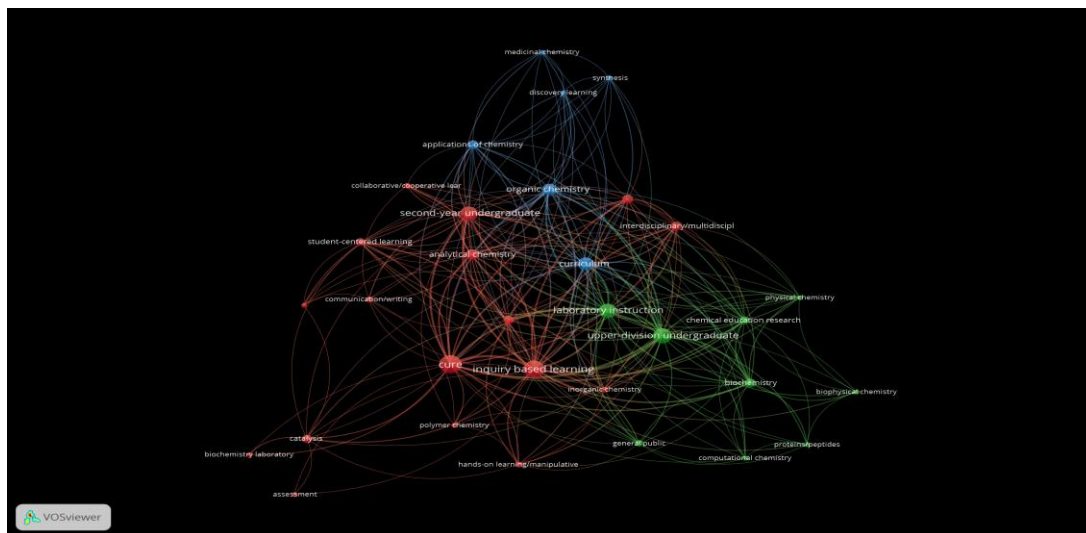 medicinal chemistry
synthesis
discovery learning
applications of chemistry
collaborative/cooperative lear
organic chemistry
second-year undergraduate
interdisciplinary/multidiscipl
student-centered learning
analytical chemistry
curriculum
communication/writing
physical chemistry
laboratory instruction
chemical education research
upper-division undergraduate
cure
inquiry based learning
biochemistry
inorganic chemistry
biophysical chemistry
polymer chemistry
catalysis
general public
proteins/peptides
biochemistry laboratory
computational chemistry
hands-on learning/manipulative
assessment
VOSviewer